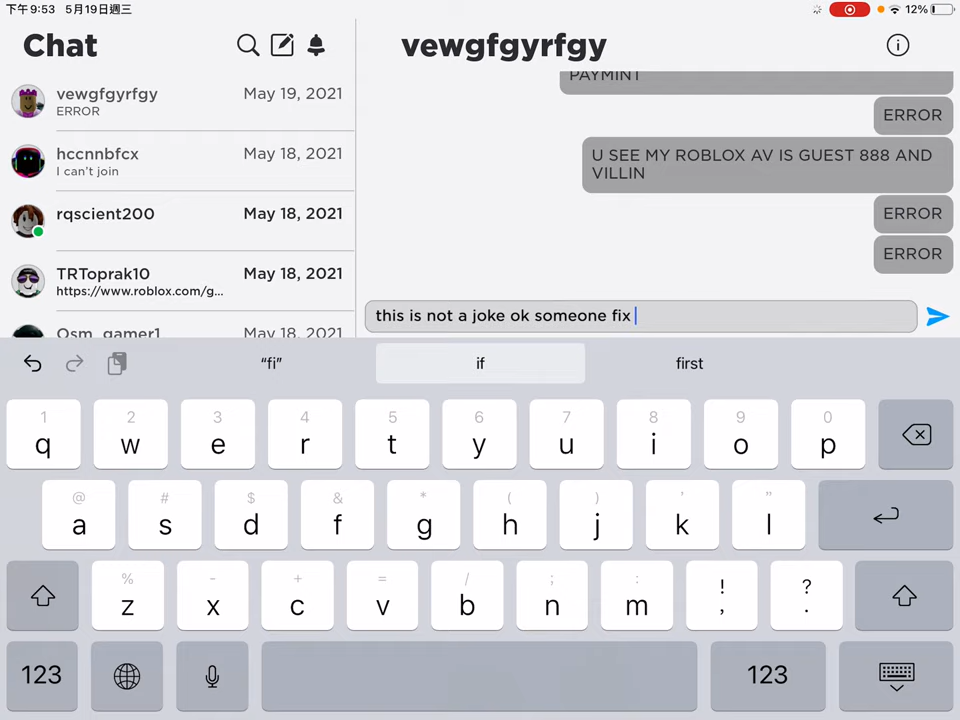 下午 9:53 5月19日週三
12%
Chat
vewgfgyrfgy
vewgfgyrfgy May 19, 2021
ERROR
hccnnbfcx May 18, 2021
I can't join
rqscient200 May 18, 2021
TRToprak10 May 18, 2021
https://www.roblox.com/g...
Osm_gamer1 May 18, 2021
PAYMINT
ERROR
U SEE MY ROBLOX AV IS GUEST 888 AND
VILLIN
ERROR
ERROR
this is not a joke ok someone fix
“fi” if first
1 2 3 4 5 6 7 8 9 0
q w e r t y u i o p
@ # $ & * ( ) ' "
a s d f g h j k l
% - + = / ; : ! ?
z x c v b n m , .
123 123